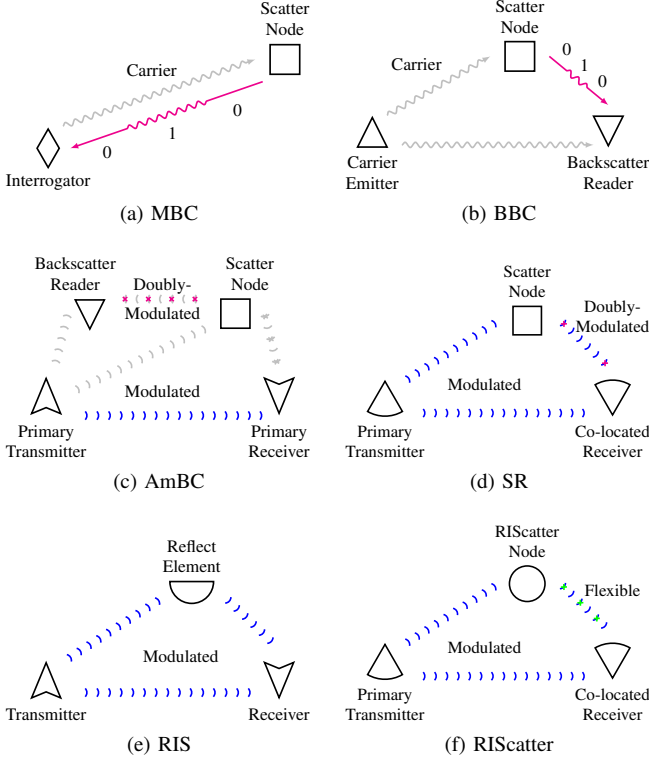 Scatter
Node
Carrier
0
1
0
Interrogator
(a) MBC
Scatter
Node
0
1
0
Carrier
Carrier
Emitter
Backscatter
Reader
(b) BBC
Backscatter
Reader
Doubly-
Modulated
Scatter
Node
Modulated
Primary
Transmitter
Primary
Receiver
(c) AmBC
Scatter
Node
Doubly-
Modulated
Modulated
Primary
Transmitter
Co-located
Receiver
(d) SR
Reflect
Element
Modulated
Transmitter
Receiver
(e) RIS
RIScatter
Node
Flexible
Modulated
Primary
Transmitter
Co-located
Receiver
(f) RIScatter